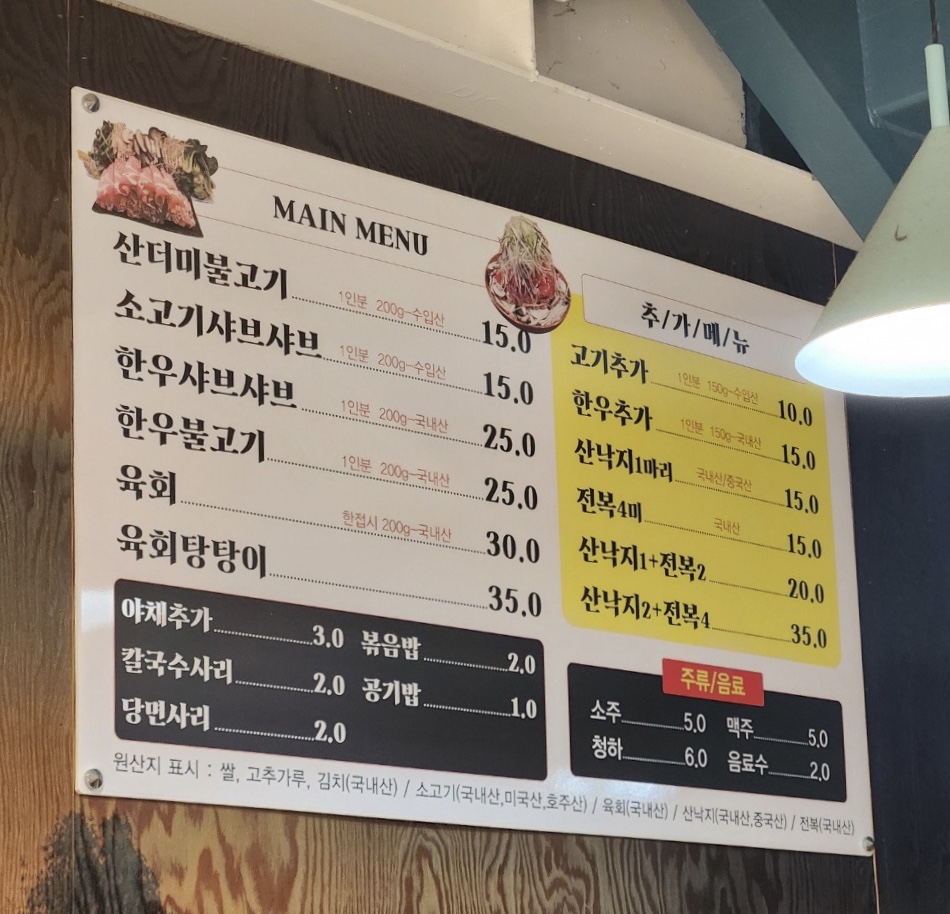 MAIN MENU
산더미불고기 1인분 200g-수입산 15.0
소고기샤브샤브 1인분 200g-수입산 15.0
한우샤브샤브 1인분 200g-국내산 25.0
한우불고기 1인분 200g-국내산 25.0
육회 한접시 200g-국내산 30.0
육회탕탕이 35.0
야채추가 3.0
칼국수사리 2.0
당면사리 2.0
볶음밥 2.0
공기밥 1.0
추/가/메/뉴
고기추가 1인분 150g-수입산 10.0
한우추가 1인분 150g-국내산 15.0
산낙지1마리 국내산/중국산 15.0
전복4미 국내산 15.0
산낙지1+전복2 20.0
산낙지2+전복4 35.0
주류/음료
소주 5.0 맥주 5.0
청하 6.0 음료수 2.0
원산지 표시 : 쌀, 고추가루, 김치(국내산) / 소고기(국내산,미국산,호주산) / 육회(국내산) / 산낙지(국내산,중국산) / 전복(국내산)